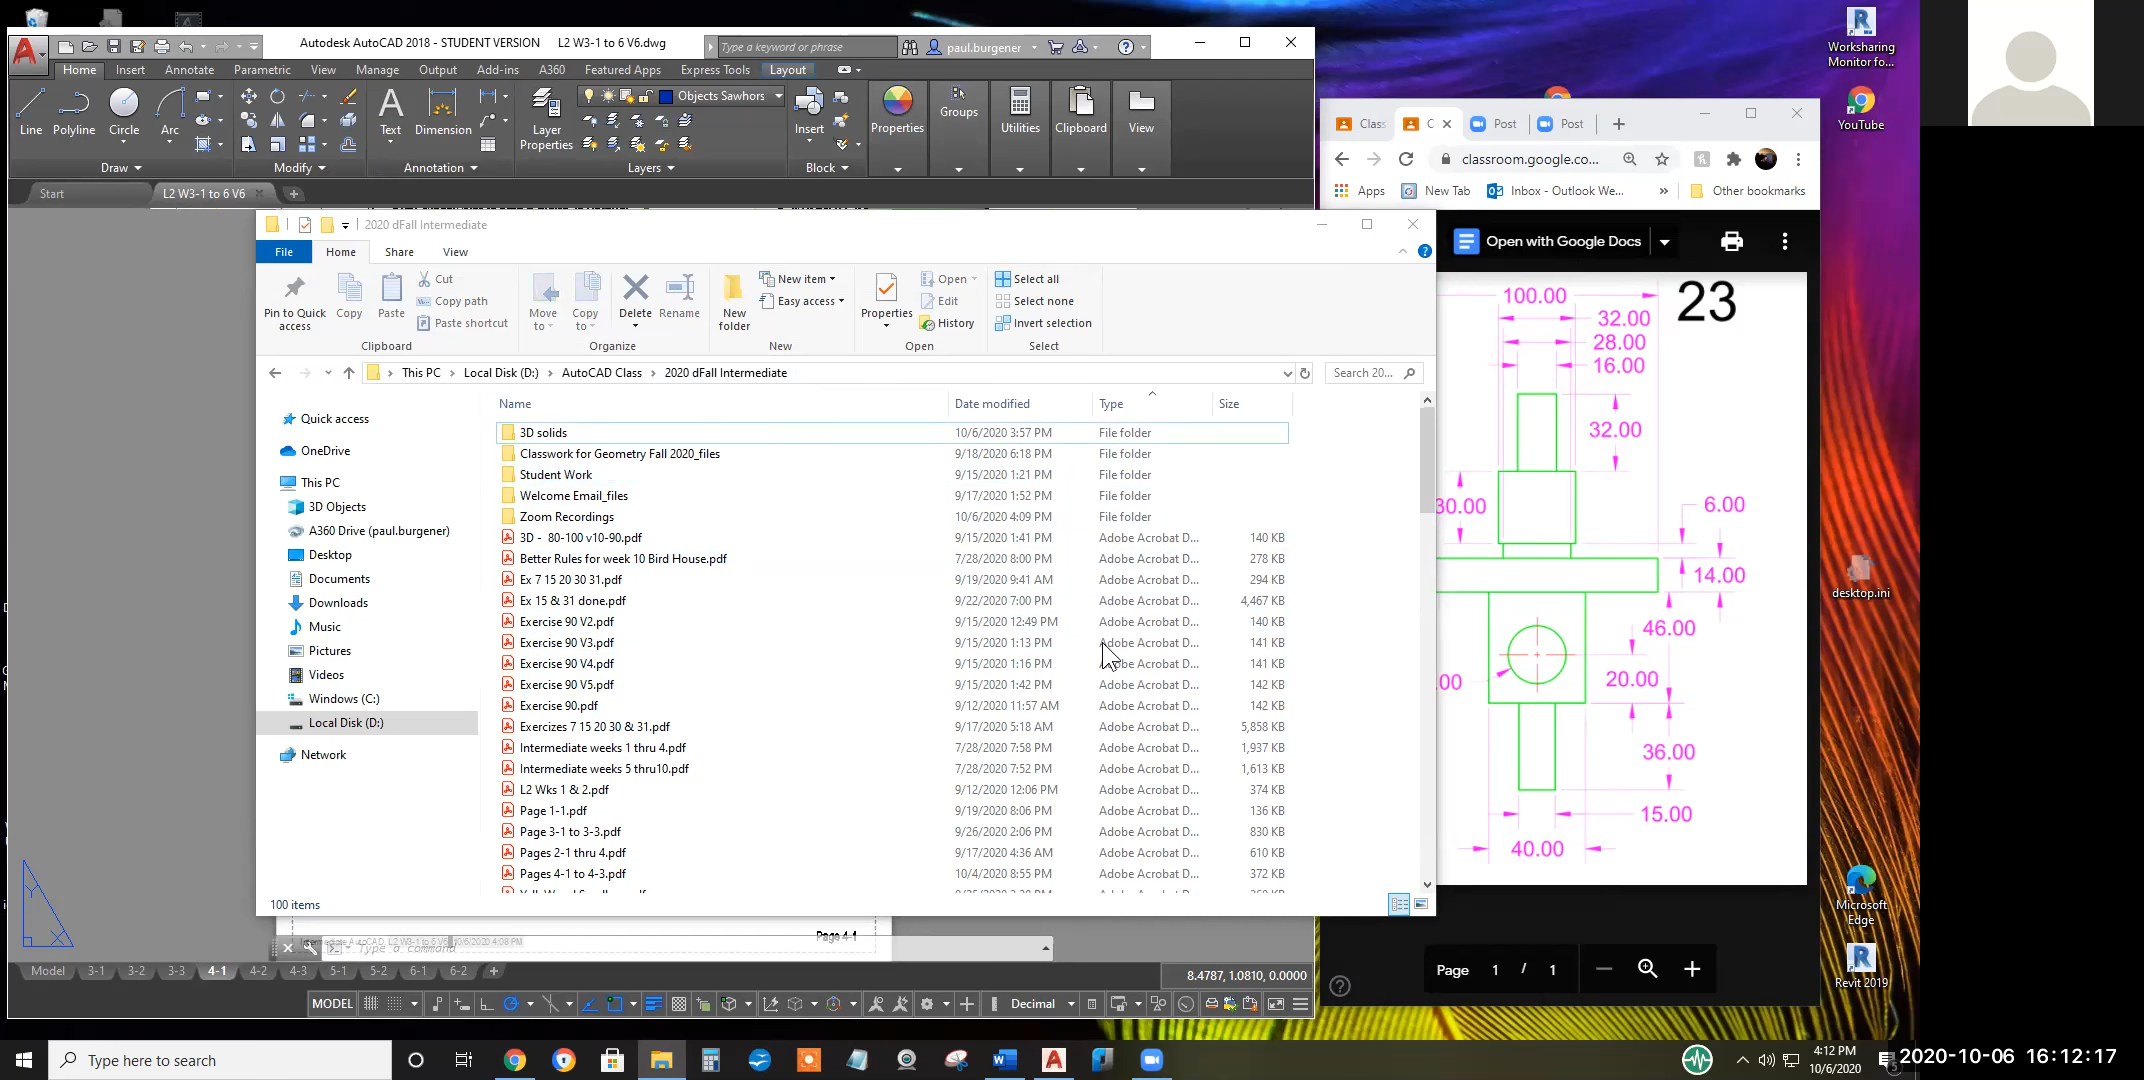 Autodesk AutoCAD 2018 - STUDENT VERSION L2 W3-1 to 6 V6.dwg
Type a keyword or phrase
paul.burgener
Home Insert Annotate Parametric View Manage Output Add-ins A360 Featured Apps Express Tools Layout
Objects Sawhors
Line Polyline Circle Arc Text Dimension Layer Properties Insert Properties Groups Utilities Clipboard View
Draw Modify Annotation Layers Block
Start L2 W3-1 to 6 V6
2020 dFall Intermediate
File Home Share View
Pin to Quick access
Copy
Paste
Cut
Copy path
Paste shortcut
Move to
Copy to
Delete
Rename
New folder
New item
Easy access
Properties
Open
Edit
History
Select all
Select none
Invert selection
Clipboard Organize New Open Select
This PC > Local Disk (D:) > AutoCAD Class > 2020 dFall Intermediate
Search 20...
Name Date modified Type Size
Quick access
OneDrive
This PC
3D Objects
A360 Drive (paul.burgener)
Desktop
Documents
Downloads
Music
Pictures
Videos
Windows (C:)
Local Disk (D:)
Network
3D solids 10/6/2020 3:57 PM File folder
Classwork for Geometry Fall 2020_files 9/18/2020 6:18 PM File folder
Student Work 9/15/2020 1:21 PM File folder
Welcome Email_files 9/17/2020 1:52 PM File folder
Zoom Recordings 10/6/2020 4:09 PM File folder
3D - 80-100 v10-90.pdf 9/15/2020 1:41 PM Adobe Acrobat D... 140 KB
Better Rules for week 10 Bird House.pdf 7/28/2020 8:00 PM Adobe Acrobat D... 278 KB
Ex 7 15 20 30 31.pdf 9/19/2020 9:41 AM Adobe Acrobat D... 294 KB
Ex 15 & 31 done.pdf 9/22/2020 7:00 PM Adobe Acrobat D... 4,467 KB
Exercise 90 V2.pdf 9/15/2020 12:49 PM Adobe Acrobat D... 140 KB
Exercise 90 V3.pdf 9/15/2020 1:13 PM Adobe Acrobat D... 141 KB
Exercise 90 V4.pdf 9/15/2020 1:16 PM Adobe Acrobat D... 141 KB
Exercise 90 V5.pdf 9/15/2020 1:42 PM Adobe Acrobat D... 142 KB
Exercise 90.pdf 9/12/2020 11:57 AM Adobe Acrobat D... 142 KB
Exercizes 7 15 20 30 & 31.pdf 9/17/2020 5:18 AM Adobe Acrobat D... 5,858 KB
Intermediate weeks 1 thru 4.pdf 7/28/2020 7:58 PM Adobe Acrobat D... 1,937 KB
Intermediate weeks 5 thru10.pdf 7/28/2020 7:52 PM Adobe Acrobat D... 1,613 KB
L2 Wks 1 & 2.pdf 9/12/2020 12:06 PM Adobe Acrobat D... 374 KB
Page 1-1.pdf 9/19/2020 8:06 PM Adobe Acrobat D... 136 KB
Page 3-1 to 3-3.pdf 9/26/2020 2:06 PM Adobe Acrobat D... 830 KB
Pages 2-1 thru 4.pdf 9/17/2020 4:36 AM Adobe Acrobat D... 610 KB
Pages 4-1 to 4-3.pdf 10/4/2020 8:55 PM Adobe Acrobat D... 372 KB
100 items
Intermediate AutoCAD, L2 W3-1 to 6 V6, 10/6/2020 4:08 PM
Type a command
Page 4-1
Model 3-1 3-2 3-3 4-1 4-2 4-3 5-1 5-2 6-1 6-2 +
8.4787, 1.0810, 0.0000
MODEL Decimal
Class C Post Post
classroom.google.co...
Apps New Tab Inbox - Outlook We... » Other bookmarks
Open with Google Docs
23
100.00
32.00
28.00
16.00
32.00
30.00
6.00
14.00
46.00
.00
20.00
36.00
15.00
40.00
Page 1 / 1
Worksharing Monitor fo...
YouTube
desktop.ini
Microsoft Edge
Revit 2019
Type here to search
4:12 PM
10/6/2020
5
2020-10-06 16:12:17